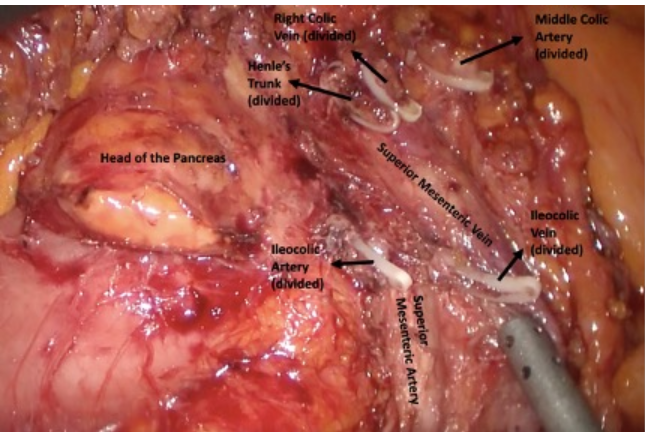 Right Colic
Vein (divided)
Middle Colic
Artery
(divided)
Henle's
Trunk
(divided)
Head of the Pancreas
Superior Mesenteric Vein
Ileocolic
Vein
(divided)
Ileocolic
Artery
(divided)
Superior
Mesenteric Artery